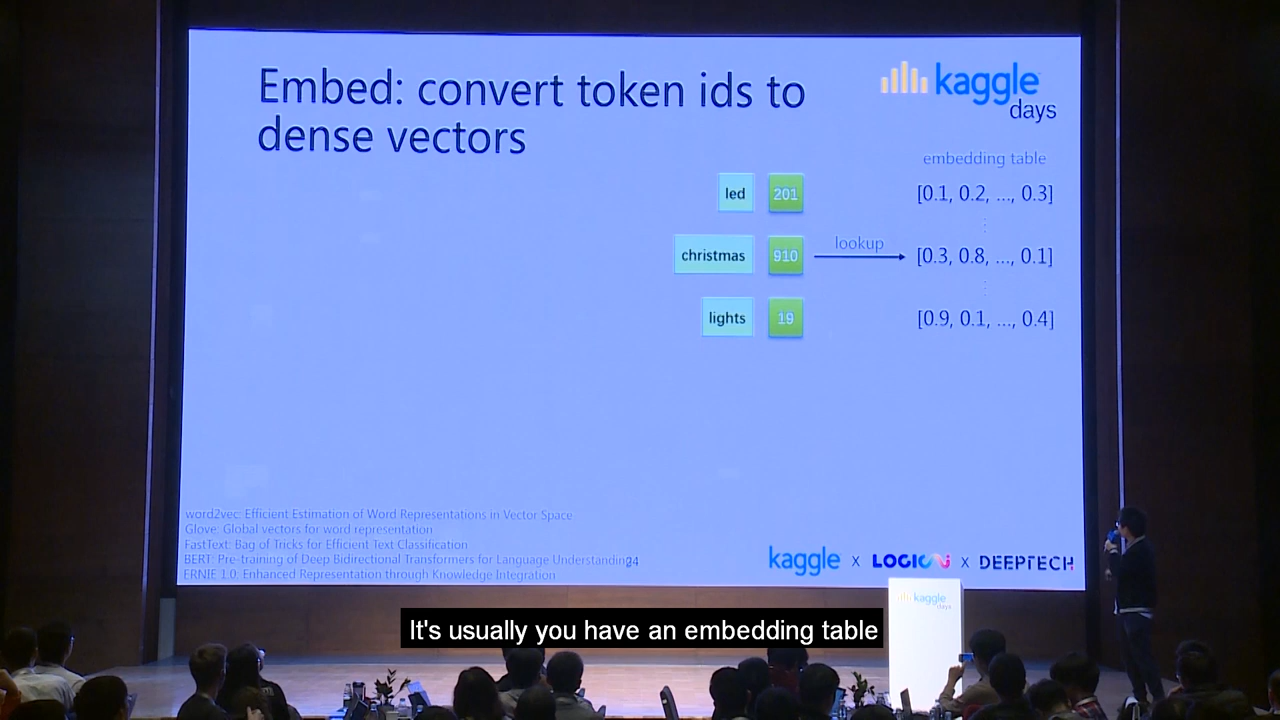 Embed: convert token ids to
dense vectors
kaggle
days
embedding table
led 201 [0.1, 0.2, ..., 0.3]
christmas 910 lookup [0.3, 0.8, ..., 0.1]
lights 19 [0.9, 0.1, ..., 0.4]
word2vec: Efficient Estimation of Word Representations in Vector Space
Glove: Global vectors for word representation
FastText: Bag of Tricks for Efficient Text Classification
BERT: Pre-training of Deep Bidirectional Transformers for Language Understanding
24
ERNIE 1.0: Enhanced Representation through Knowledge Integration
kaggle x LOGICAI x DEEPTECH
kaggle
days
It's usually you have an embedding table